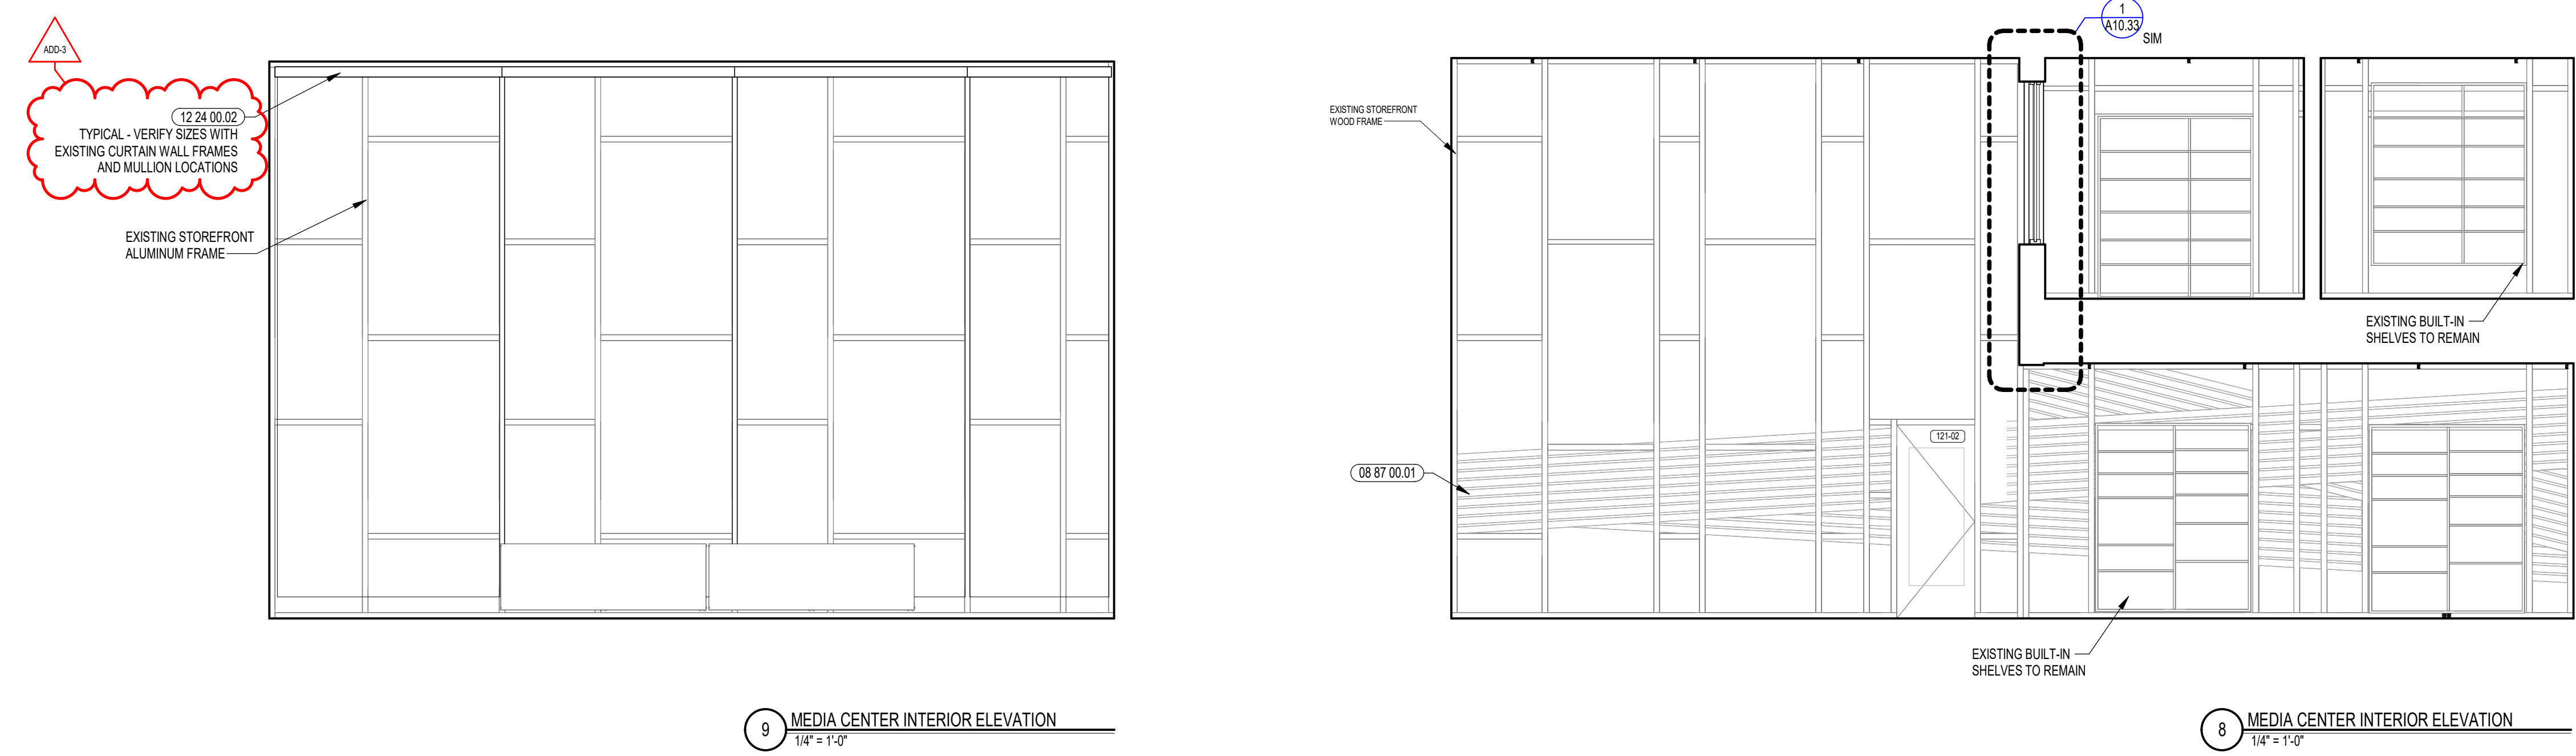 ADD-3
12 24 00.02
TYPICAL - VERIFY SIZES WITH
EXISTING CURTAIN WALL FRAMES
AND MULLION LOCATIONS
EXISTING STOREFRONT
ALUMINUM FRAME
9
MEDIA CENTER INTERIOR ELEVATION
1/4" = 1'-0"
1
A10.33
SIM
EXISTING STOREFRONT
WOOD FRAME
08 87 00.01
121-02
EXISTING BUILT-IN
SHELVES TO REMAIN
EXISTING BUILT-IN
SHELVES TO REMAIN
8
MEDIA CENTER INTERIOR ELEVATION
1/4" = 1'-0"